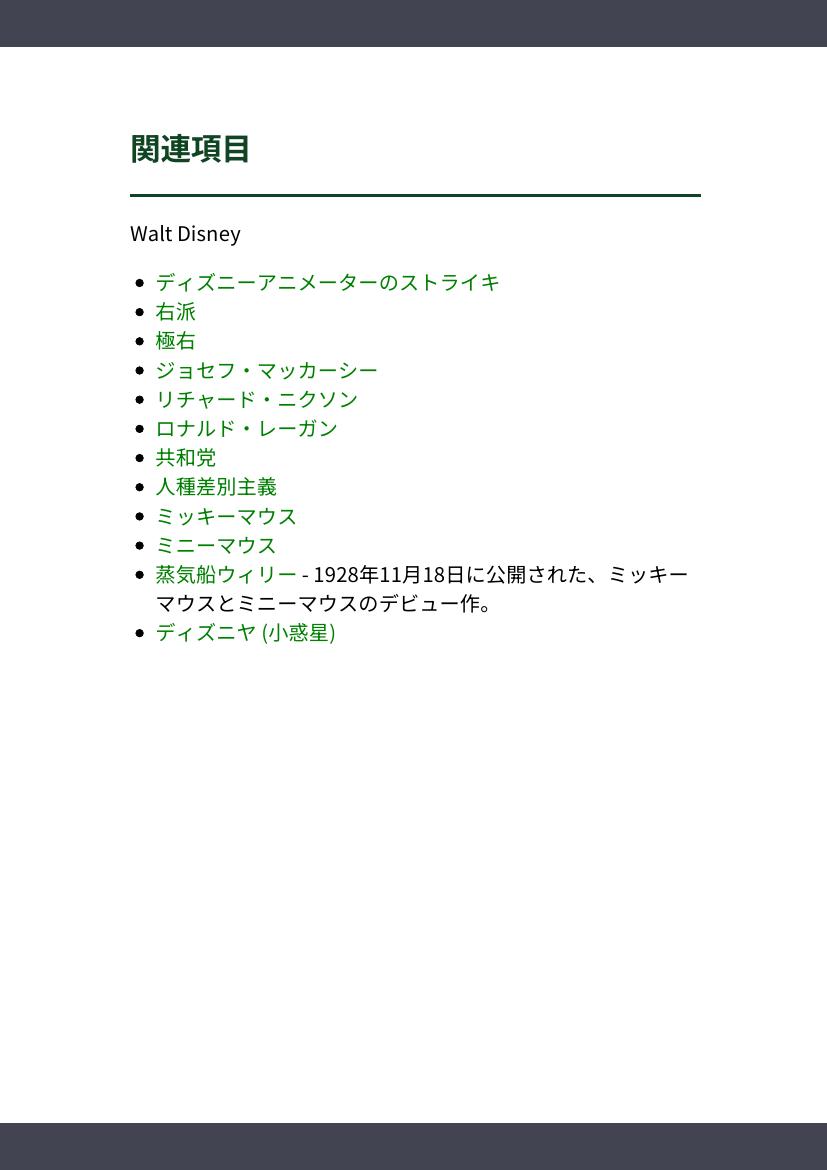 関連項目
Walt Disney
ディズニーアニメーターのストライキ
右派
極右
ジョセフ・マッカーシー
リチャード・ニクソン
ロナルド・レーガン
共和党
人種差別主義
ミッキーマウス
ミニーマウス
蒸気船ウィリー - 1928年11月18日に公開された、ミッキー
マウスとミニーマウスのデビュー作。
ディズニヤ (小惑星)